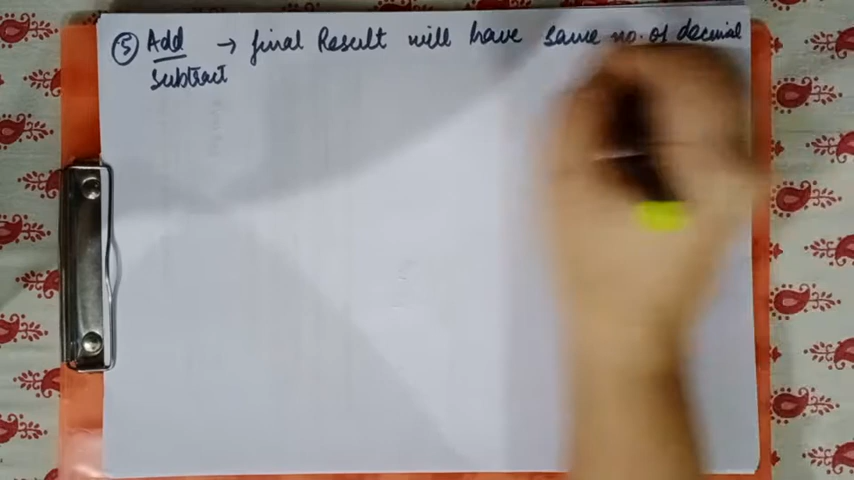 ⑤ Add → final Result will have same no. of decimal
Subtract